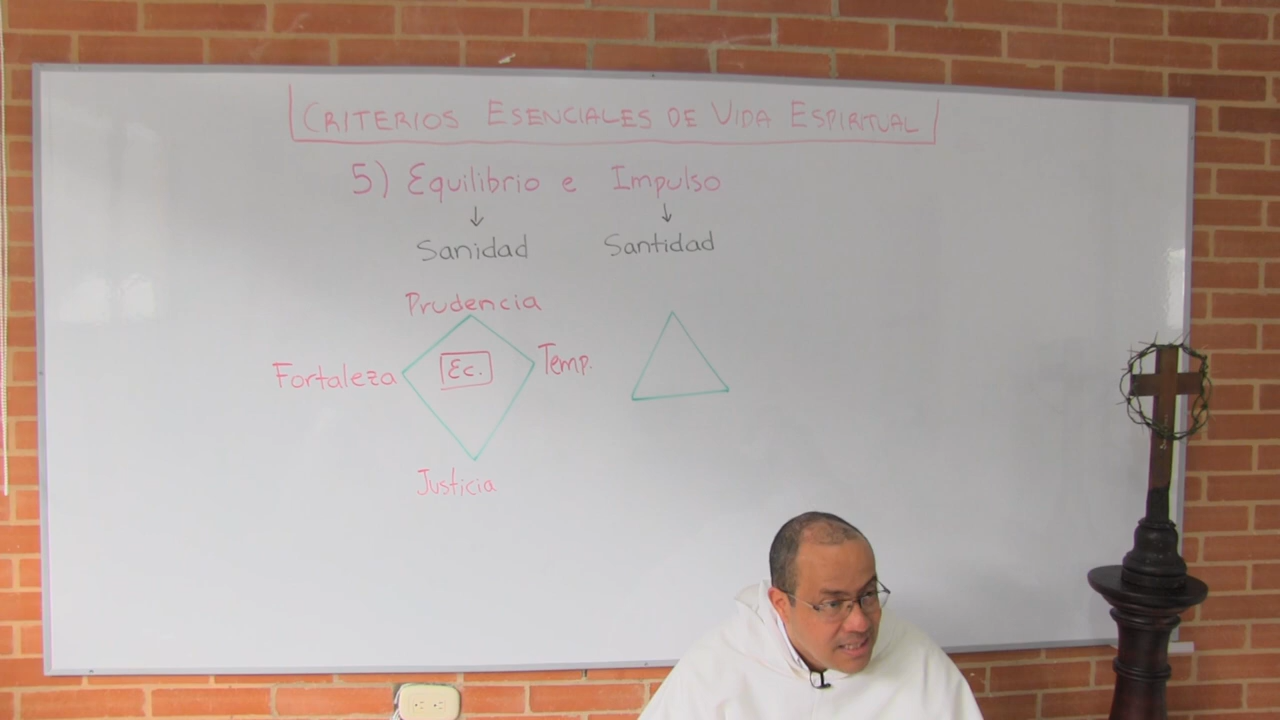 CRITERIOS ESENCIALES DE VIDA ESPIRITUAL
5) Equilibrio e Impulso
Sanidad Santidad
Prudencia
Fortaleza Ec. Temp.
Justicia